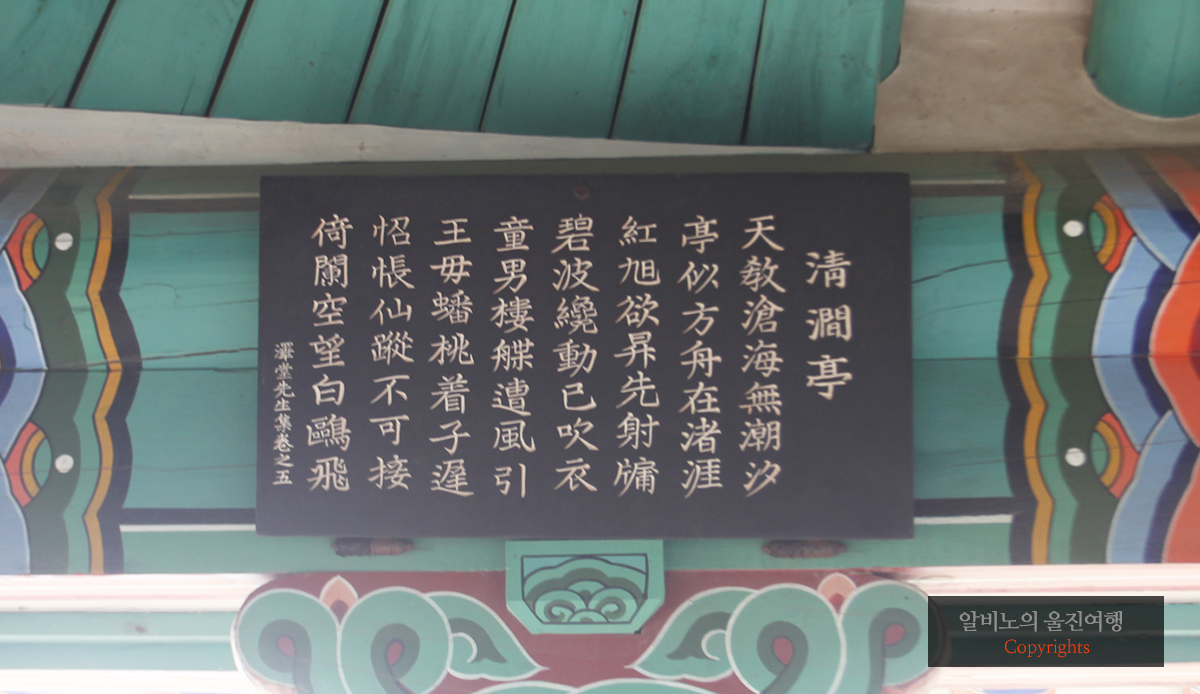 清澗亭
天敎滄海無潮汐
亭似方舟在渚涯
紅旭欲昇先射牗
碧波纔動已吹衣
童男樓艓遭風引
王毋蟠桃着子遲
怊悵仙蹤不可接
倚闌空望白鷗飛
澤堂先生集卷之五
알비노의 울진여행
Copyrights